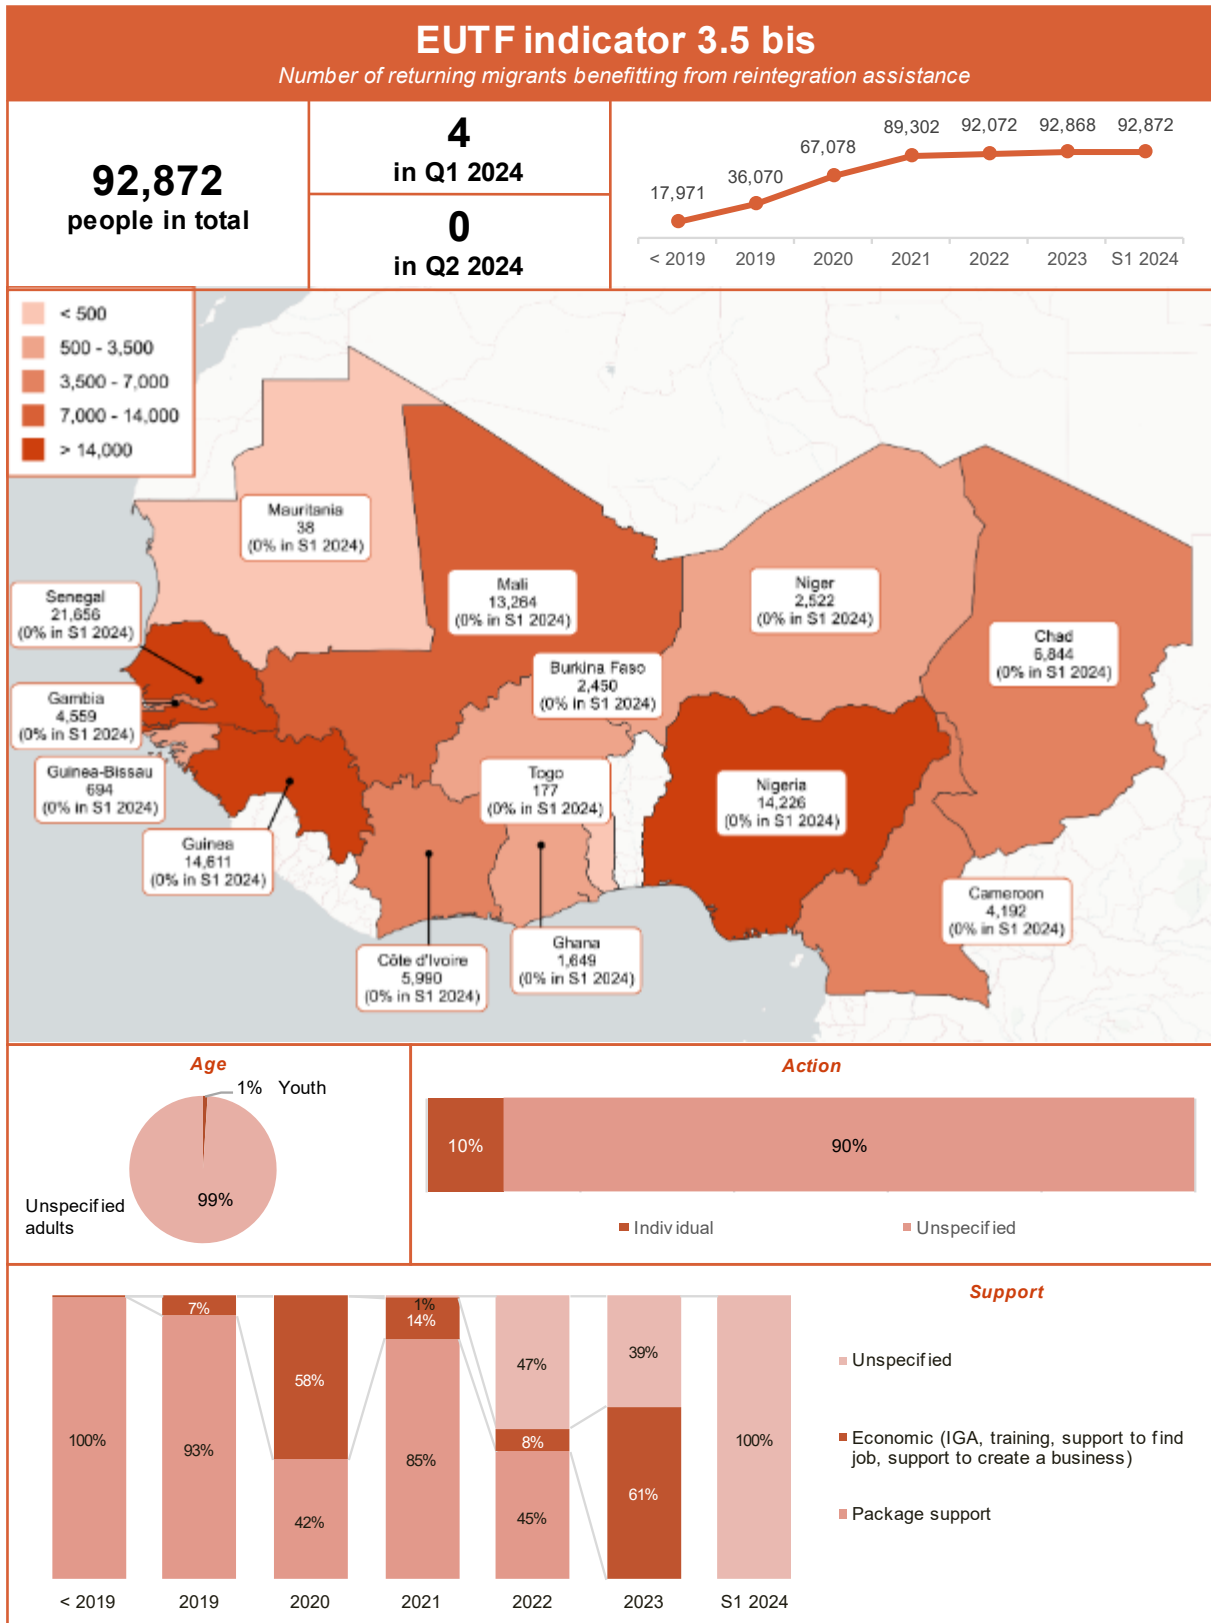 EUTF indicator 3.5 bis
Number of returning migrants benefitting from reintegration assistance
92,872
people in total
4
in Q1 2024
0
in Q2 2024
17,971
36,070
67,078
89,302
92,072
92,868
92,872
< 2019
2019
2020
2021
2022
2023
S1 2024
< 500
500 - 3,500
3,500 - 7,000
7,000 - 14,000
> 14,000
Mauritania
38
(0% in S1 2024)
Mali
13,264
(0% in S1 2024)
Niger
2,522
(0% in S1 2024)
Chad
6,844
(0% in S1 2024)
Senegal
21,656
(0% in S1 2024)
Burkina Faso
2,450
(0% in S1 2024)
Gambia
4,559
(0% in S1 2024)
Guinea-Bissau
694
(0% in S1 2024)
Togo
177
(0% in S1 2024)
Nigeria
14,226
(0% in S1 2024)
Guinea
14,611
(0% in S1 2024)
Cameroon
4,192
(0% in S1 2024)
Côte d'Ivoire
5,990
(0% in S1 2024)
Ghana
1,649
(0% in S1 2024)
Age
1% Youth
99%
Unspecified
adults
Action
10%
90%
Individual
Unspecified
Support
100%
7%
93%
58%
42%
1%
14%
85%
47%
8%
45%
39%
61%
100%
< 2019
2019
2020
2021
2022
2023
S1 2024
Unspecified
Economic (IGA, training, support to find
job, support to create a business)
Package support